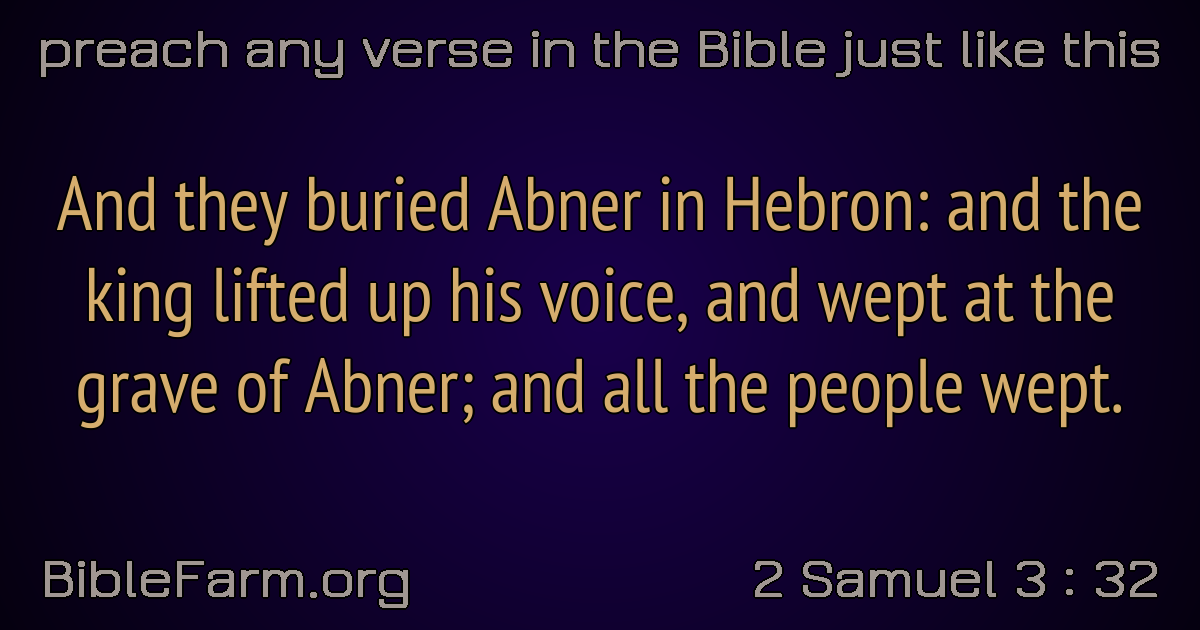 preach any verse in the Bible just like this
And they buried Abner in Hebron: and the
king lifted up his voice, and wept at the
grave of Abner; and all the people wept.
BibleFarm.org
2 Samuel 3 : 32